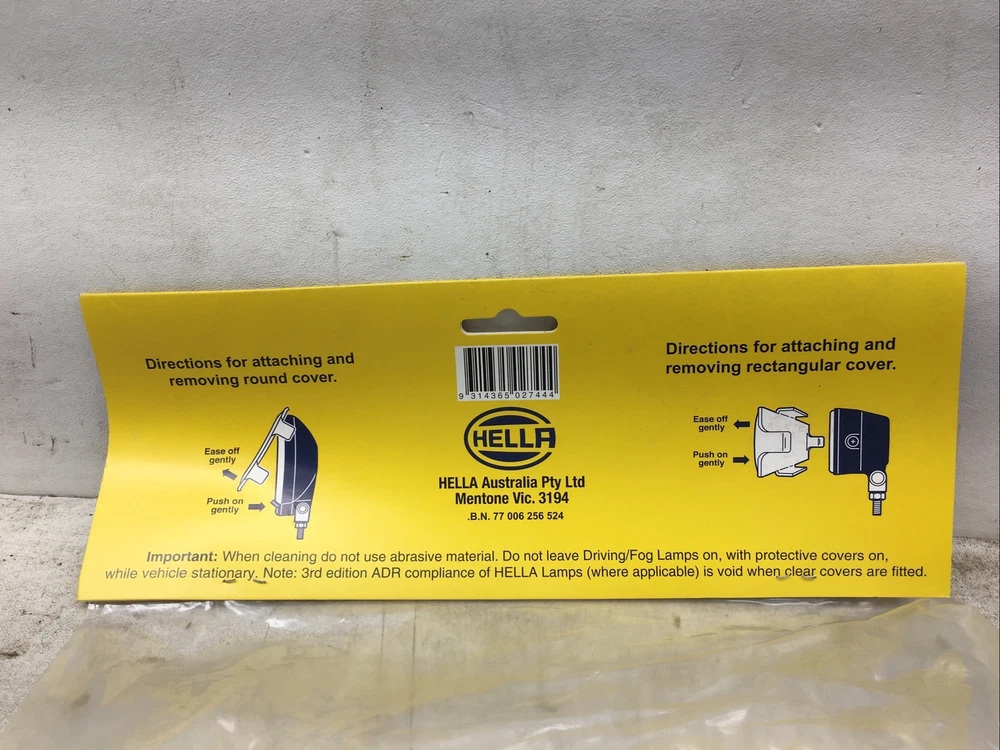 Directions for attaching and
removing round cover.
Ease off
gently
Push on
gently
9 314365 027444
HELLA
HELLA Australia Pty Ltd
Mentone Vic. 3194
.B.N. 77 006 256 524
Directions for attaching and
removing rectangular cover.
Ease off
gently
Push on
gently
Important: When cleaning do not use abrasive material. Do not leave Driving/Fog Lamps on, with protective covers on,
while vehicle stationary. Note: 3rd edition ADR compliance of HELLA Lamps (where applicable) is void when clear covers are fitted.